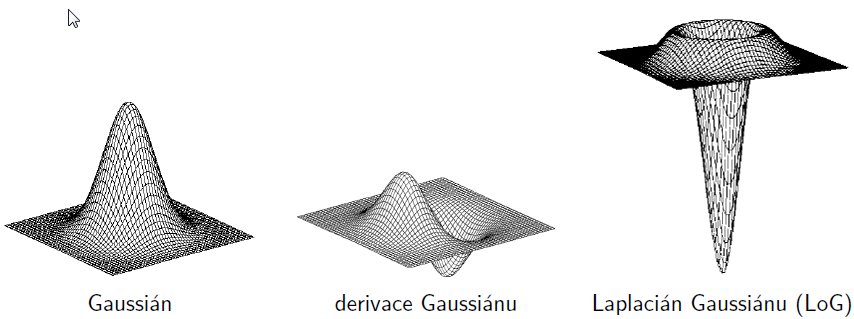 Gaussián
derivace Gaussiánu
Laplacián Gaussiánu (LoG)